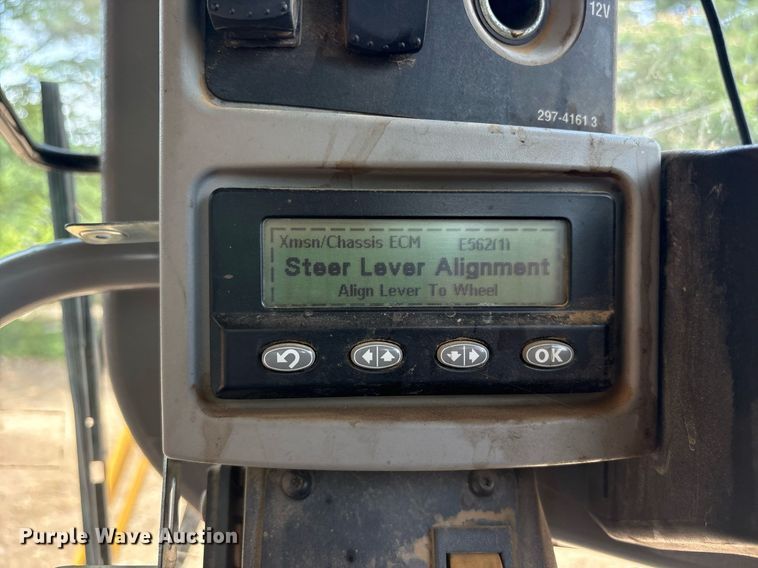 12V
297-4161 3
Xmsn/Chassis ECM E562(1)
Steer Lever Alignment
Align Lever To Wheel
OK
Purple Wave Auction